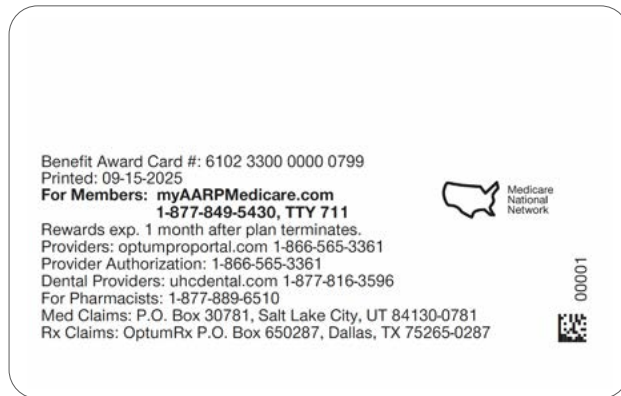 Benefit Award Card #: 6102 3300 0000 0799
Printed: 09-15-2025
For Members: myAARPMedicare.com
1-877-849-5430, TTY 711
Rewards exp. 1 month after plan terminates.
Providers: optumproportal.com 1-866-565-3361
Provider Authorization: 1-866-565-3361
Dental Providers: uhcdental.com 1-877-816-3596
For Pharmacists: 1-877-889-6510
Med Claims: P.O. Box 30781, Salt Lake City, UT 84130-0781
Rx Claims: OptumRx P.O. Box 650287, Dallas, TX 75265-0287
Medicare
National
Network
00001